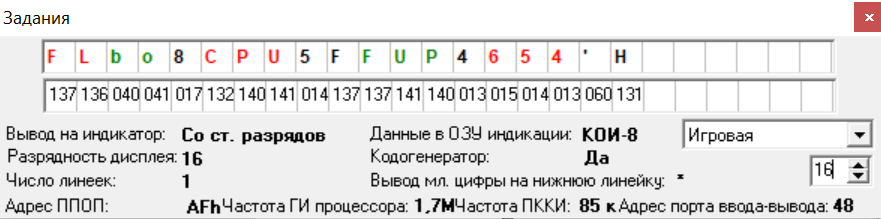 Задания
F L b o 8 C P U 5 F F U P 4 6 5 4 ' H
137 136 040 041 017 132 140 141 014 137 137 141 140 013 015 014 013 060 131
Вывод на индикатор: Со ст. разрядов Данные в ОЗУ индикации: КОИ-8 Игровая
Разрядность дисплея: 16 Кодогенератор: Да 16
Число линеек: 1 Вывод мл. цифры на нижнюю линейку: *
Адрес ППОП: AFh Частота ГИ процессора: 1,7М Частота ПККИ: 85 к Адрес порта ввода-вывода: 48